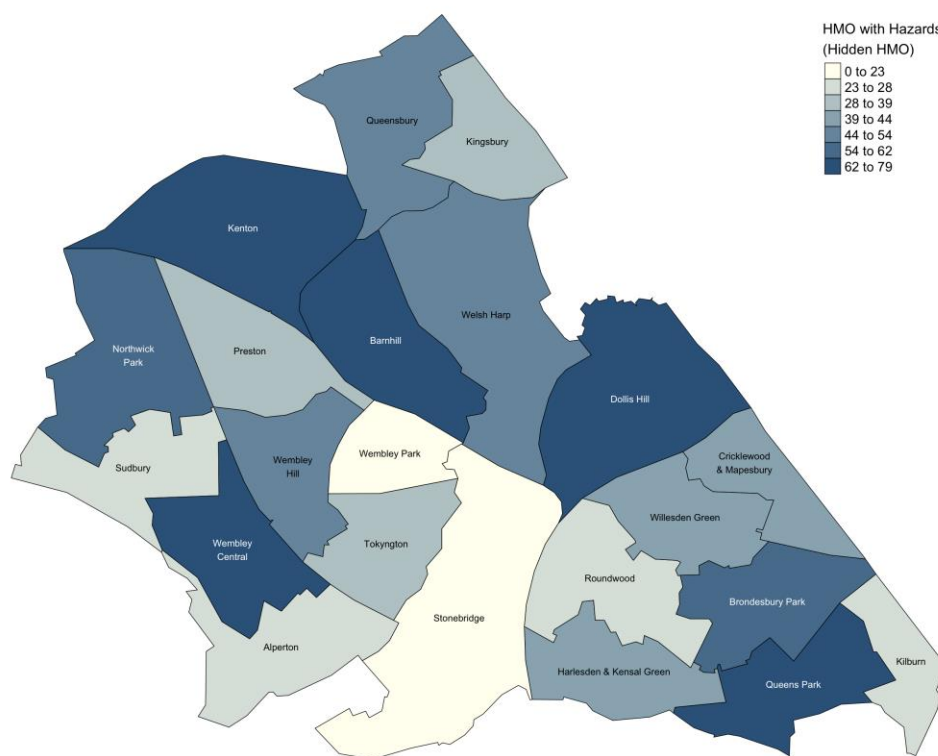 HMO with Hazards
(Hidden HMO)
0 to 23
23 to 28
28 to 39
39 to 44
44 to 54
54 to 62
62 to 79
Queensbury
Kingsbury
Kenton
Welsh Harp
Barnhill
Northwick
Park
Preston
Dollis Hill
Wembley Park
Cricklewood
& Mapesbury
Sudbury
Wembley
Hill
Willesden Green
Wembley
Central
Tokyngton
Roundwood
Brondesbury Park
Stonebridge
Alperton
Kilburn
Harlesden & Kensal Green
Queens Park